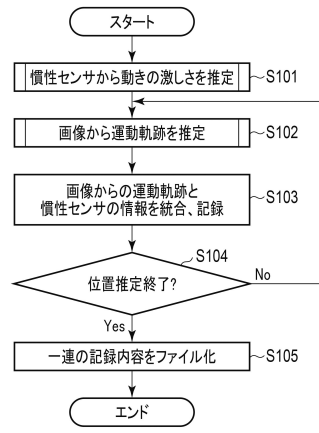 スタート
慣性センサから動きの激しさを推定
S101
画像から運動軌跡を推定
S102
画像からの運動軌跡と
慣性センサの情報を統合、記録
S103
S104
位置推定終了?
No
Yes
一連の記録内容をファイル化
S105
エンド